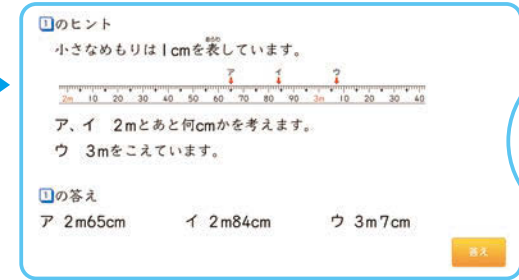 1のヒント
小さなめもりは1cmを表しています。
あらわ
ア イ ウ
2m 10 20 30 40 50 60 70 80 90 3m 10 20 30 40
ア、イ 2mとあと何cmかを考えます。
ウ 3mをこえています。
1の答え
ア 2m65cm イ 2m84cm ウ 3m7cm
答え